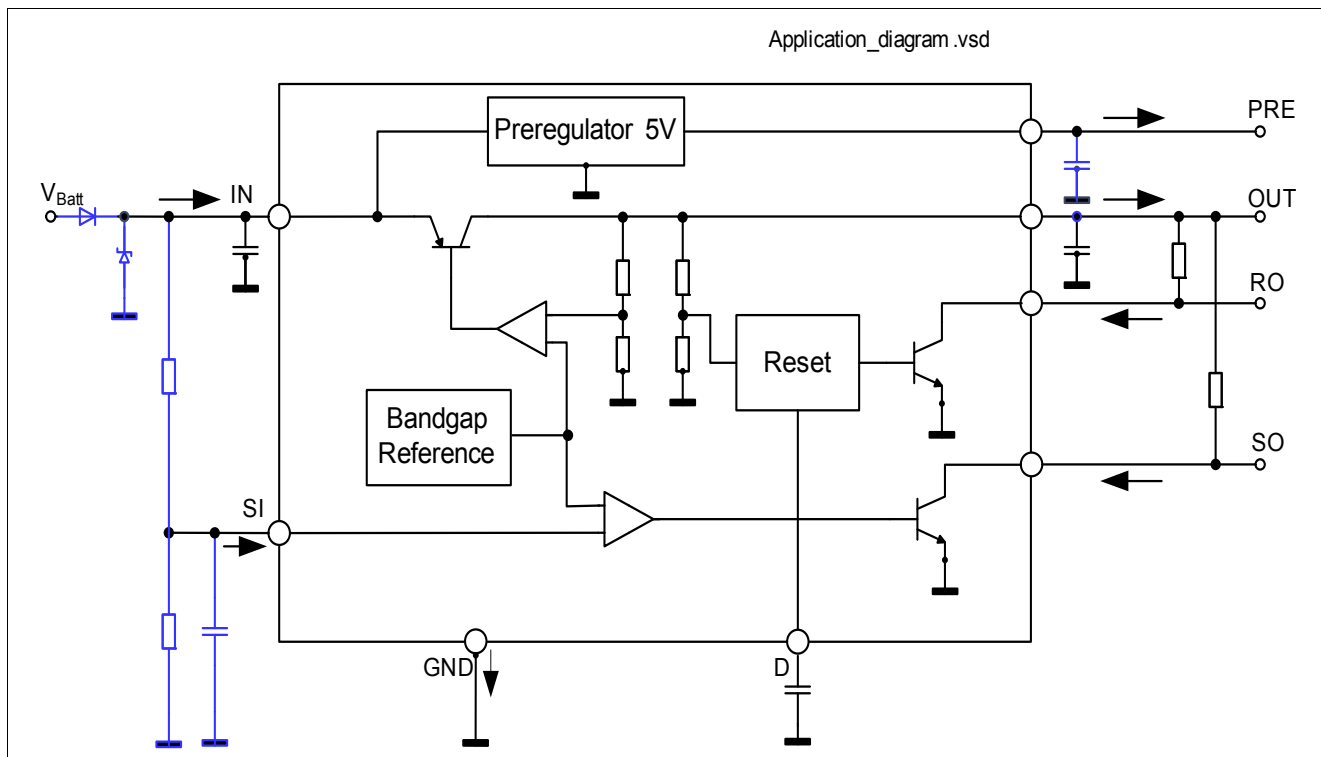 Application_diagram.vsd
PRE
Preregulator 5V
VBatt
IN
OUT
RO
Reset
Bandgap
Reference
SO
SI
GND
D